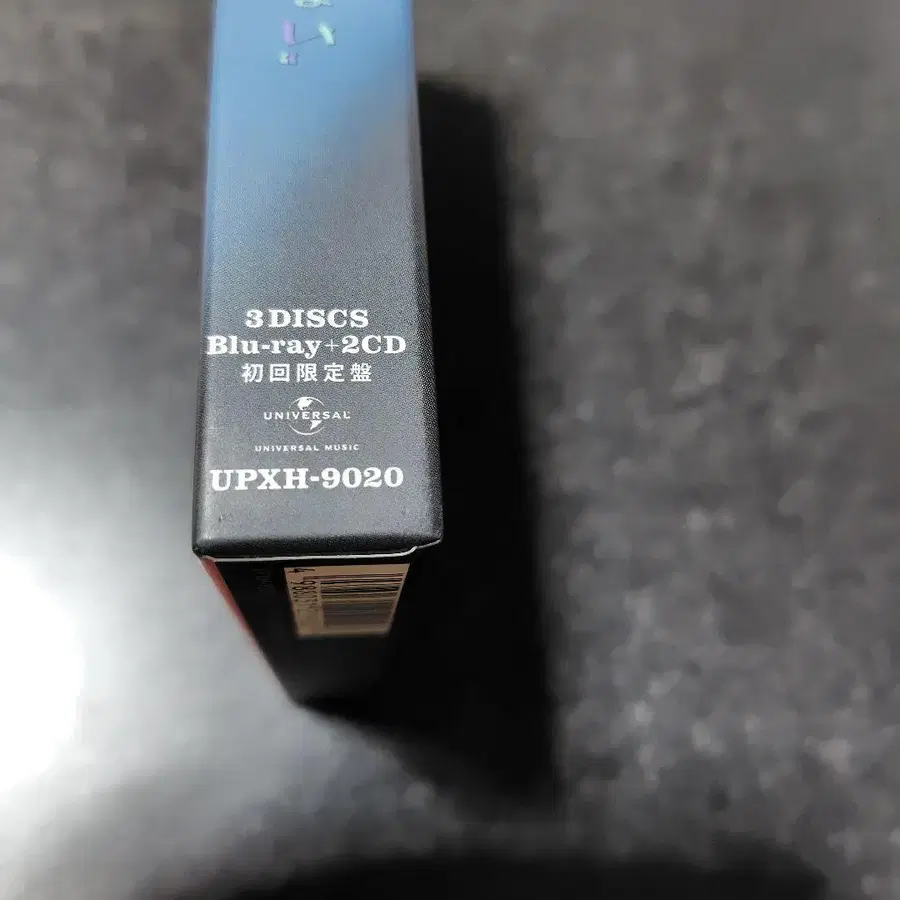 3 DISCS
Blu-ray+2CD
初回限定盤
UNIVERSAL
UNIVERSAL MUSIC
UPXH-9020